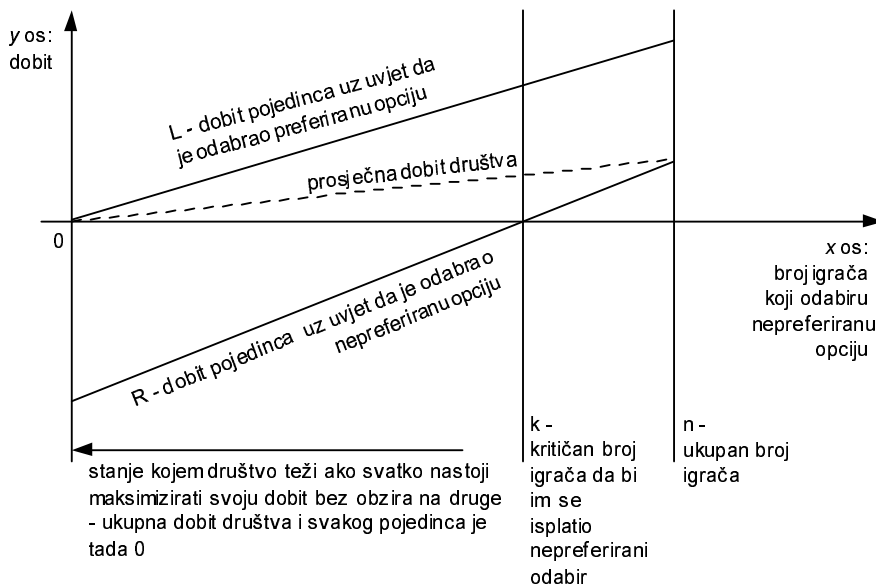 y os:
dobit
L - dobit pojedinca uz uvjet da
je odabrao preferiranu opciju
prosječna dobit društva
0
x os:
broj igrača
koji odabiru
nepreferiranu
opciju
R - dobit pojedinca uz uvjet da je odabrao
nepreferiranu opciju
k -
kritičan broj
igrača da bi
im se
isplatio
nepreferirani
odabir
n -
ukupan broj
igrača
stanje kojem društvo teži ako svatko nastoji
maksimizirati svoju dobit bez obzira na druge
- ukupna dobit društva i svakog pojedinca je
tada 0